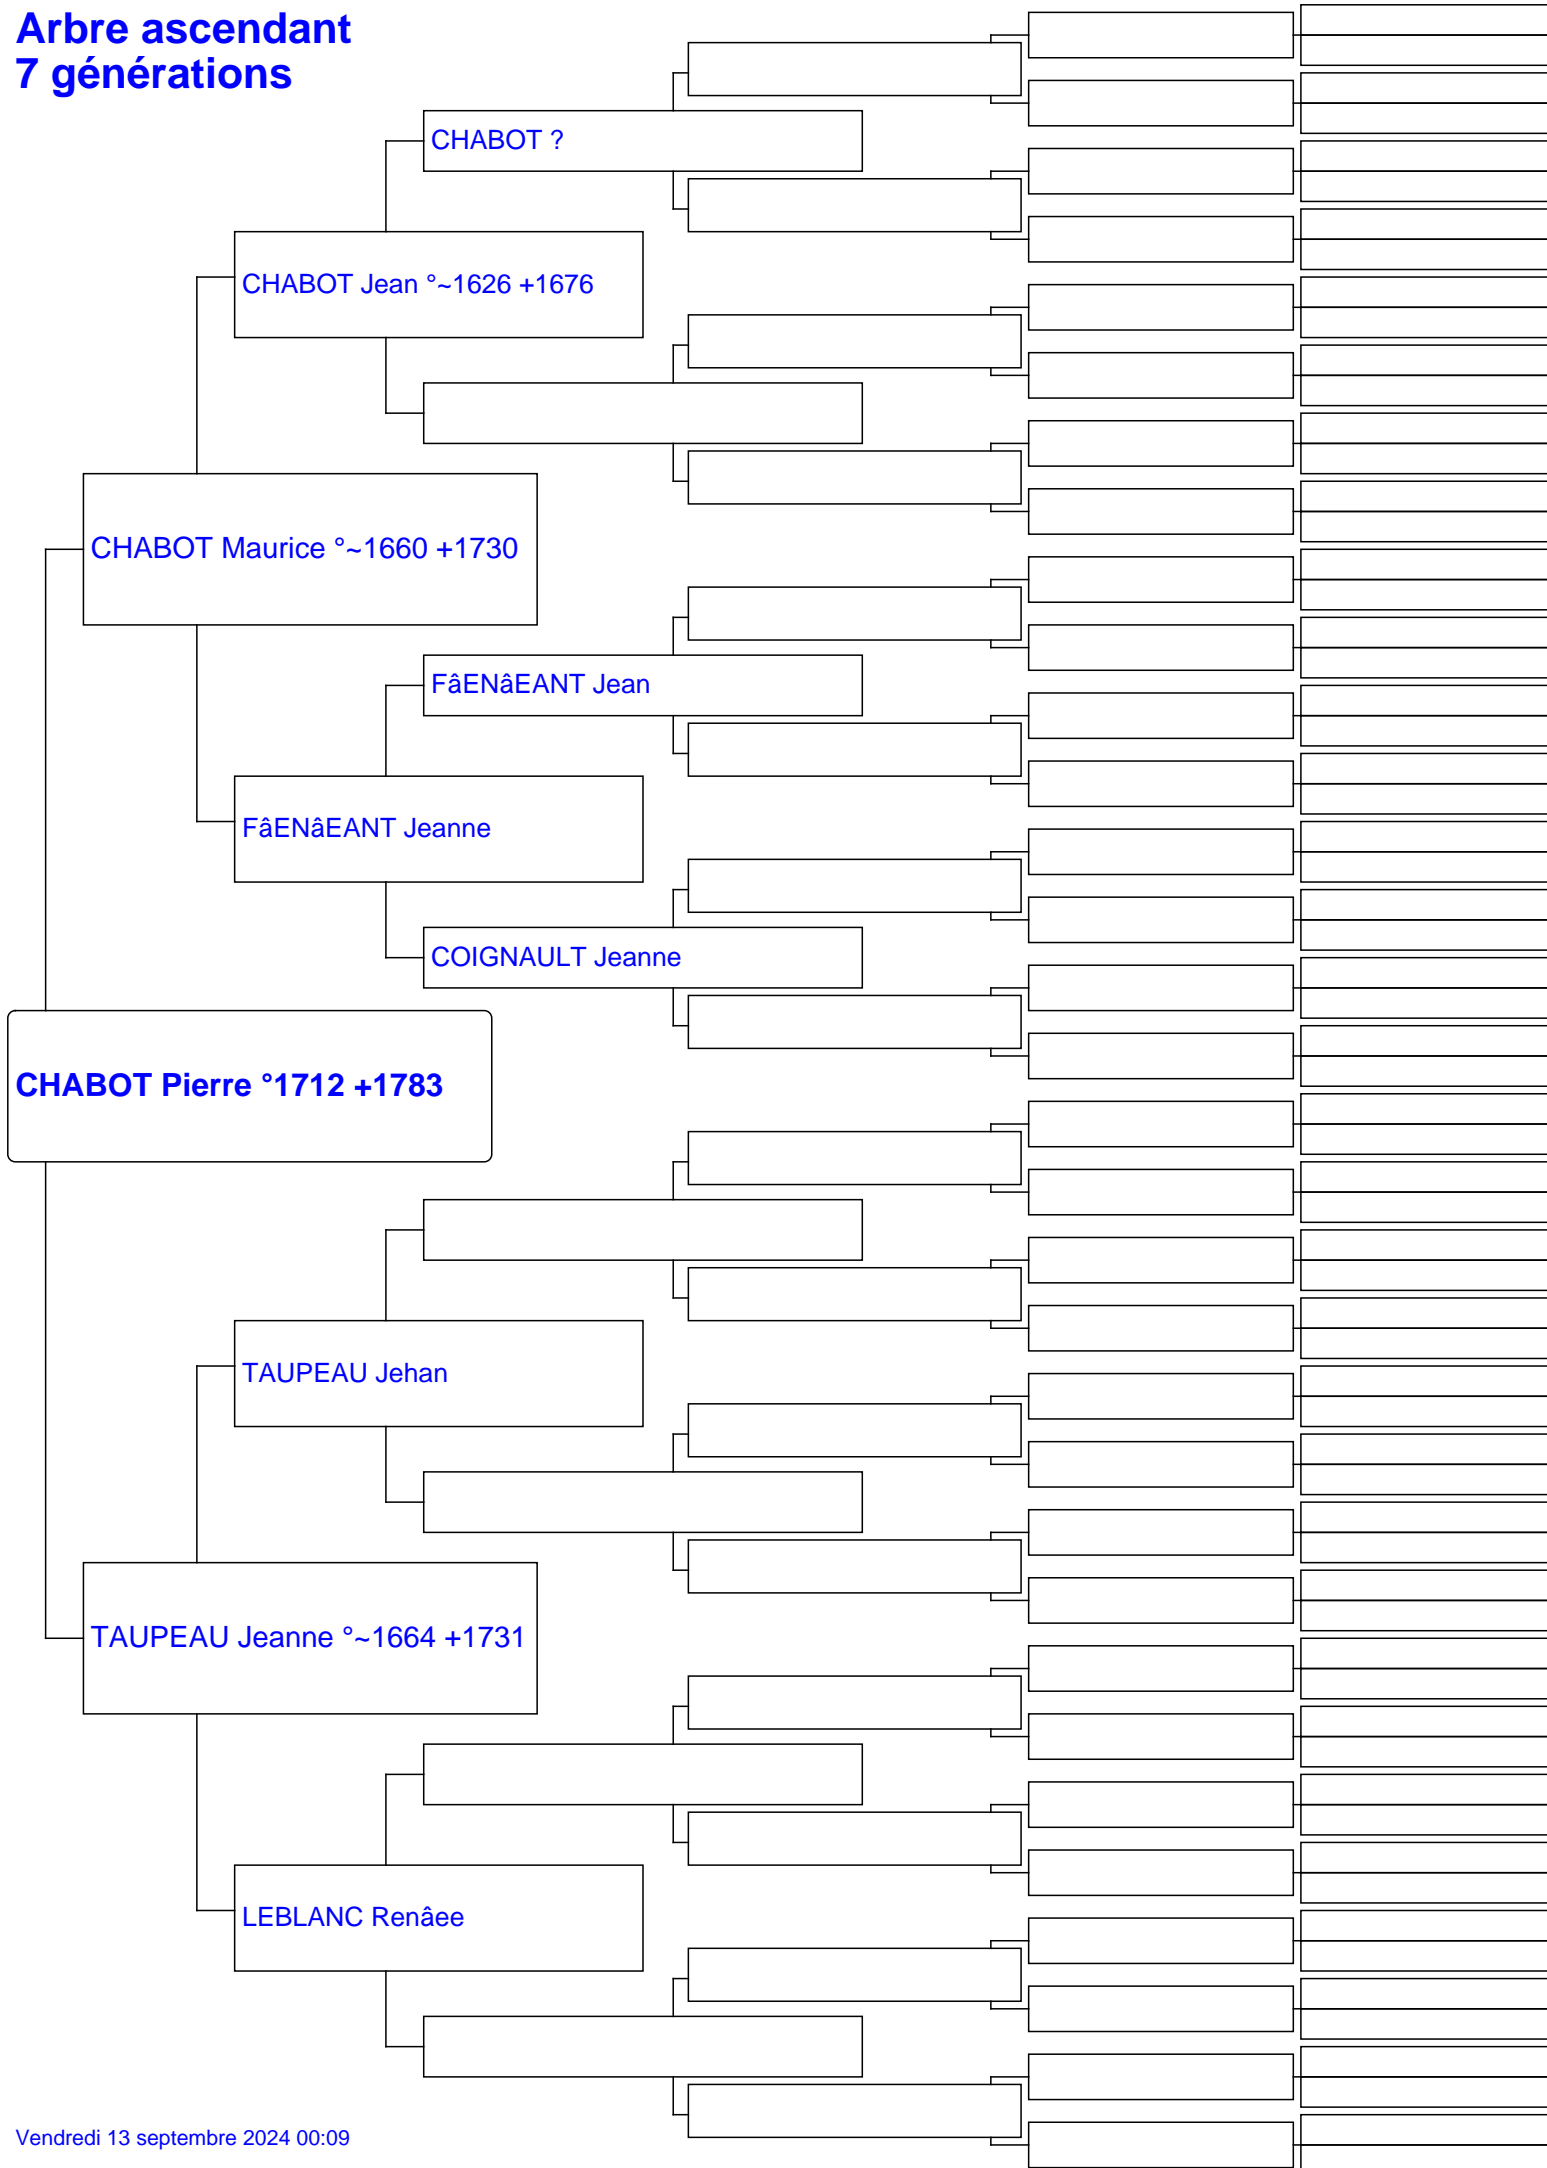 Arbre ascendant
7 générations
CHABOT ?
CHABOT Jean °~1626 +1676
CHABOT Maurice °~1660 +1730
FâENâEANT Jean
FâENâEANT Jeanne
COIGNAULT Jeanne
CHABOT Pierre °1712 +1783
TAUPEAU Jehan
TAUPEAU Jeanne °~1664 +1731
LEBLANC Renâee
Vendredi 13 septembre 2024 00:09